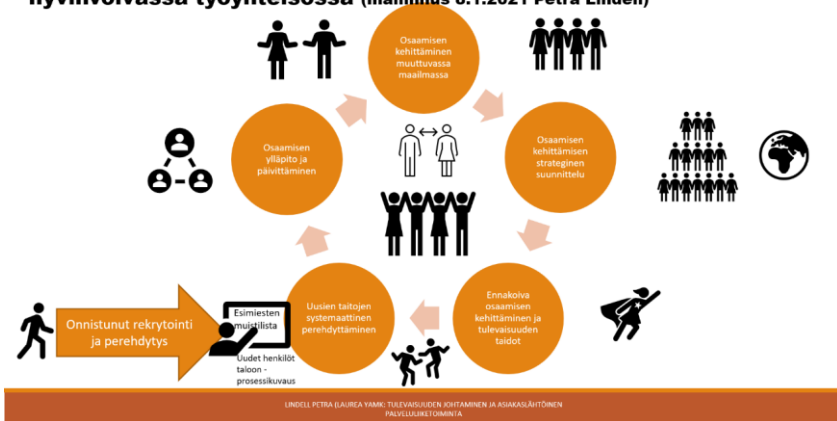 hyvinvoivassa työyhteisössä (mallinnus 8.1.2021 Petra Lindell)
Osaamisen
kehittäminen
muuttuvassa
maailmassa
Osaamisen
kehittämisen
strateginen
suunnittelu
Ennakoiva
osaamisen
kehittäminen ja
tulevaisuuden
taidot
Uusien taitojen
systemaattinen
perehdyttäminen
Osaamisen
ylläpito ja
päivittäminen
Onnistunut rekrytointi
ja perehdytys
Esimiesten
muistilista
Uudet henkilöt
taloon -
prosessikuvaus
LINDELL PETRA (LAUREA YAMK: TULEVAISUUDEN JOHTAMINEN JA ASIAKASLÄHTÖINEN
PALVELULIIKETOIMINTA